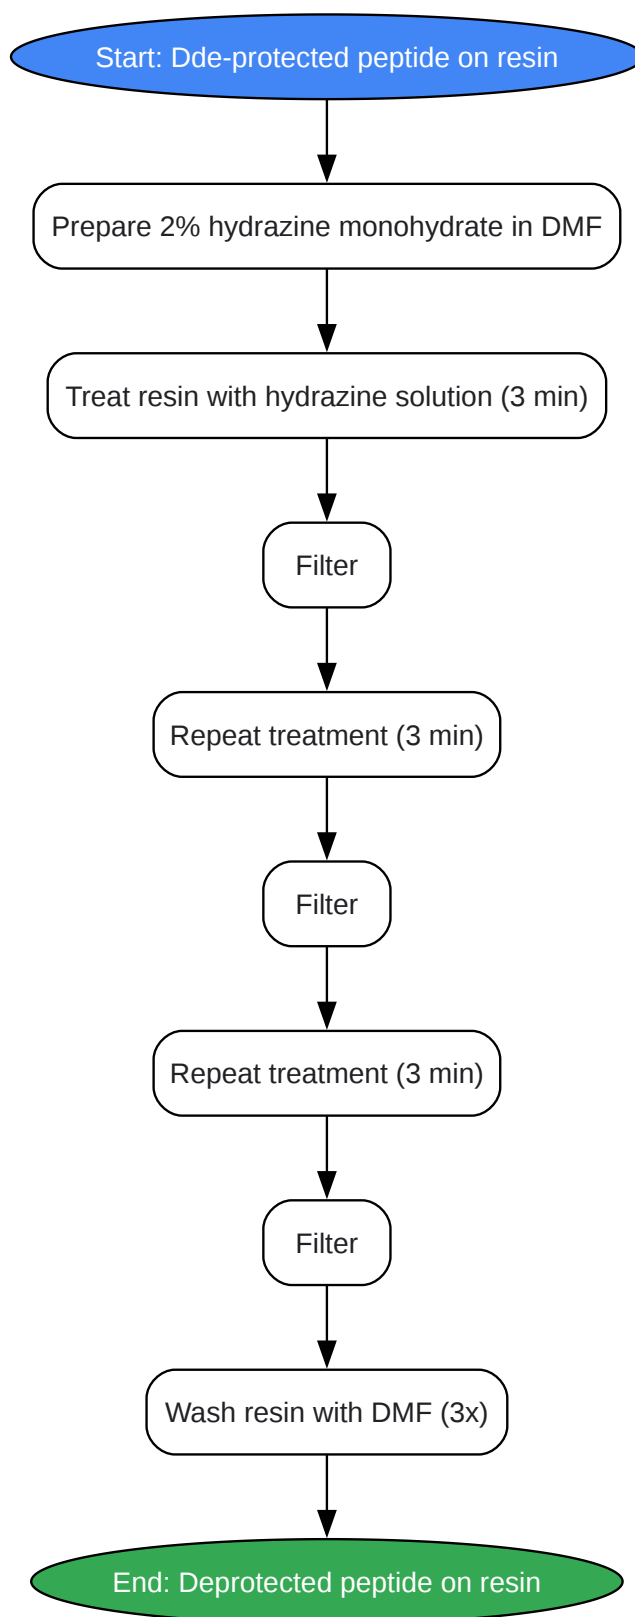 Start: Dde-protected peptide on resin
Prepare 2% hydrazine monohydrate in DMF
Treat resin with hydrazine solution (3 min)
Filter
Repeat treatment (3 min)
Filter
Repeat treatment (3 min)
Filter
Wash resin with DMF (3x)
End: Deprotected peptide on resin